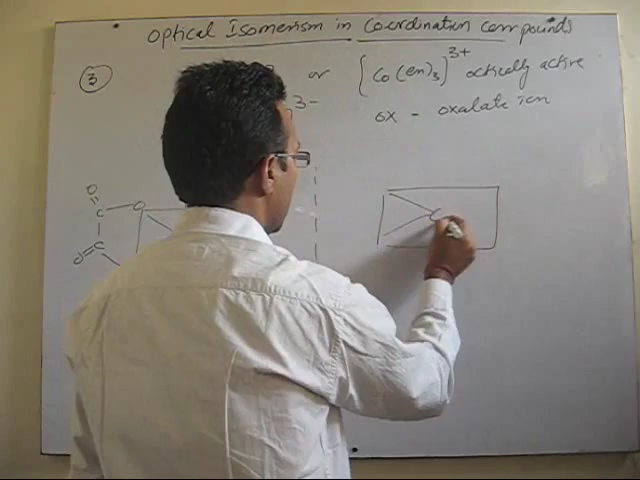 Optical Isomerism in Coordination compounds
3 or [Co(en)3]3+ optically active
3-
ox - oxalate ion
O O
C
C
O
C